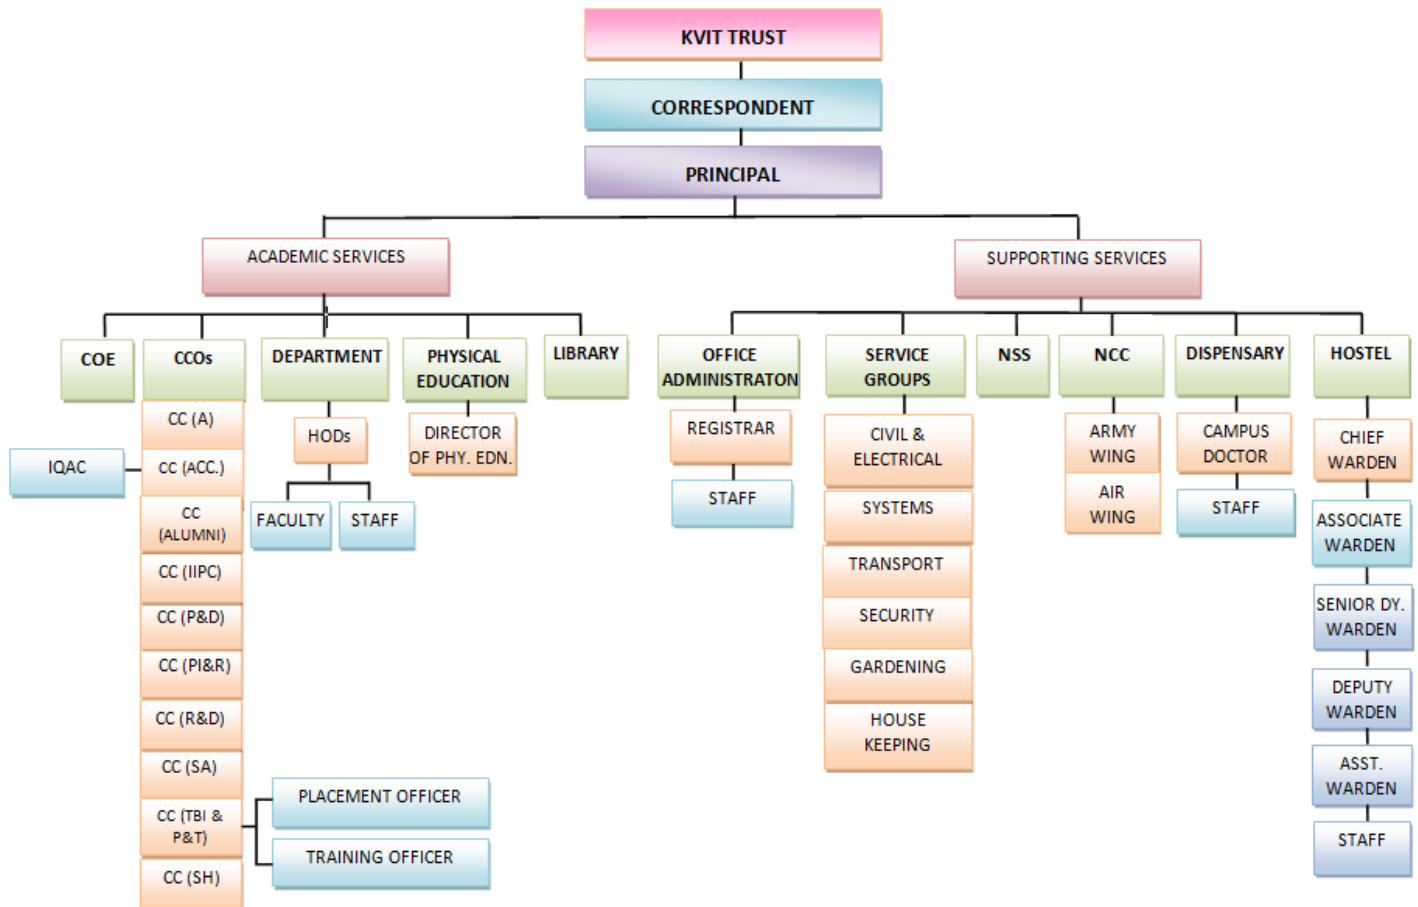 KVIT TRUST
CORRESPONDENT
PRINCIPAL
ACADEMIC SERVICES
SUPPORTING SERVICES
COE
CCOs
DEPARTMENT
PHYSICAL
EDUCATION
LIBRARY
OFFICE
ADMINISTRATON
SERVICE
GROUPS
NSS
NCC
DISPENSARY
HOSTEL
CC (A)
IQAC
CC (ACC.)
CC
(ALUMNI)
CC (IIPC)
CC (P&D)
CC (PI&R)
CC (R&D)
CC (SA)
CC (TBI &
P&T)
CC (SH)
PLACEMENT OFFICER
TRAINING OFFICER
HODs
FACULTY
STAFF
DIRECTOR
OF PHY. EDN.
REGISTRAR
STAFF
CIVIL &
ELECTRICAL
SYSTEMS
TRANSPORT
SECURITY
GARDENING
HOUSE
KEEPING
ARMY
WING
AIR
WING
CAMPUS
DOCTOR
STAFF
CHIEF
WARDEN
ASSOCIATE
WARDEN
SENIOR DY.
WARDEN
DEPUTY
WARDEN
ASST.
WARDEN
STAFF